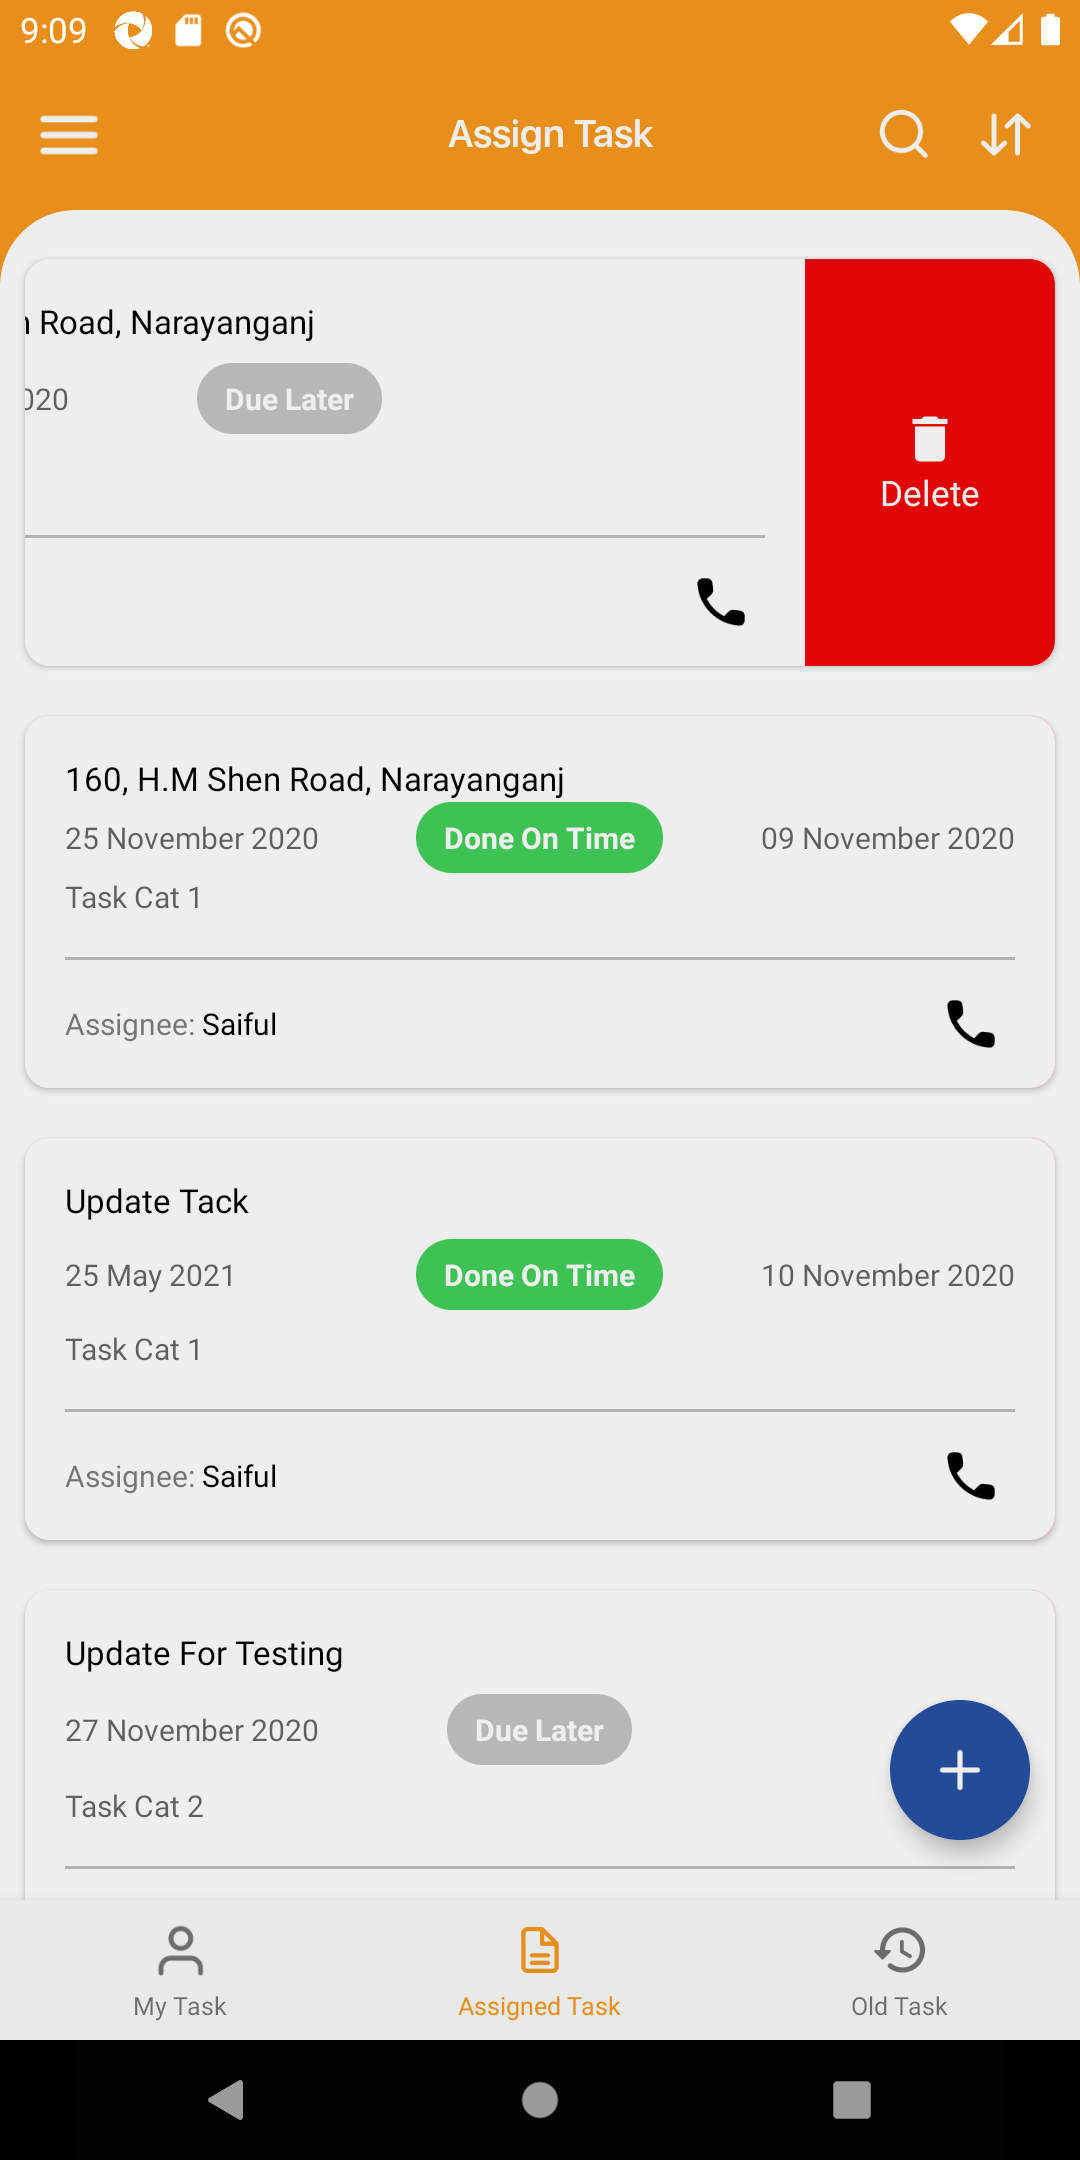 9:09
Assign Task
Road, Narayanganj
Due Later
Delete
160, H.M Shen Road, Narayanganj
25 November 2020
Done On Time
09 November 2020
Task Cat 1
Assignee: Saiful
Update Tack
25 May 2021
Done On Time
10 November 2020
Task Cat 1
Assignee: Saiful
Update For Testing
27 November 2020
Due Later
Task Cat 2
My Task
Assigned Task
Old Task